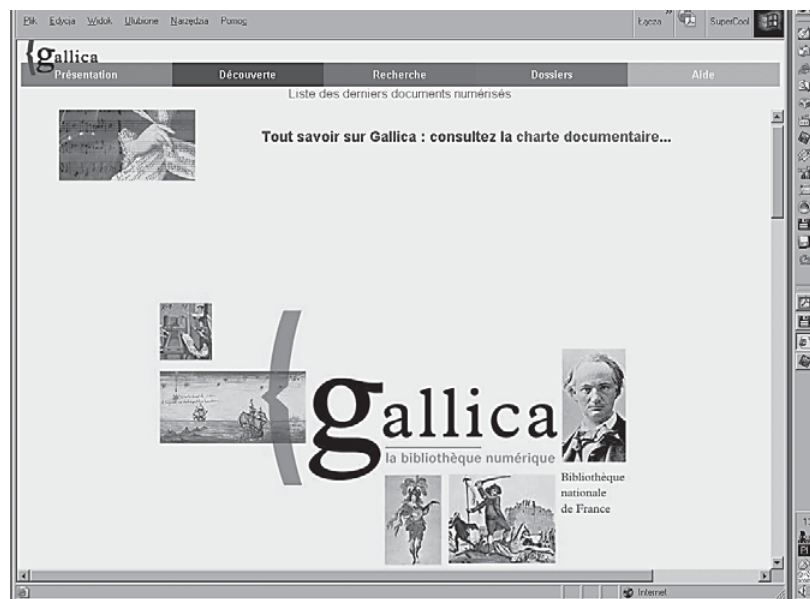 Plik Edycja Widok Ulubione Narzędzia Pomoc
Łącza » SuperCool
gallica
Présentation Découverte Recherche Dossiers Aide
Liste des derniers documents numérisés
Tout savoir sur Gallica : consultez la charte documentaire...
gallica
la bibliothèque numérique
Bibliothèque
nationale
de France
Internet